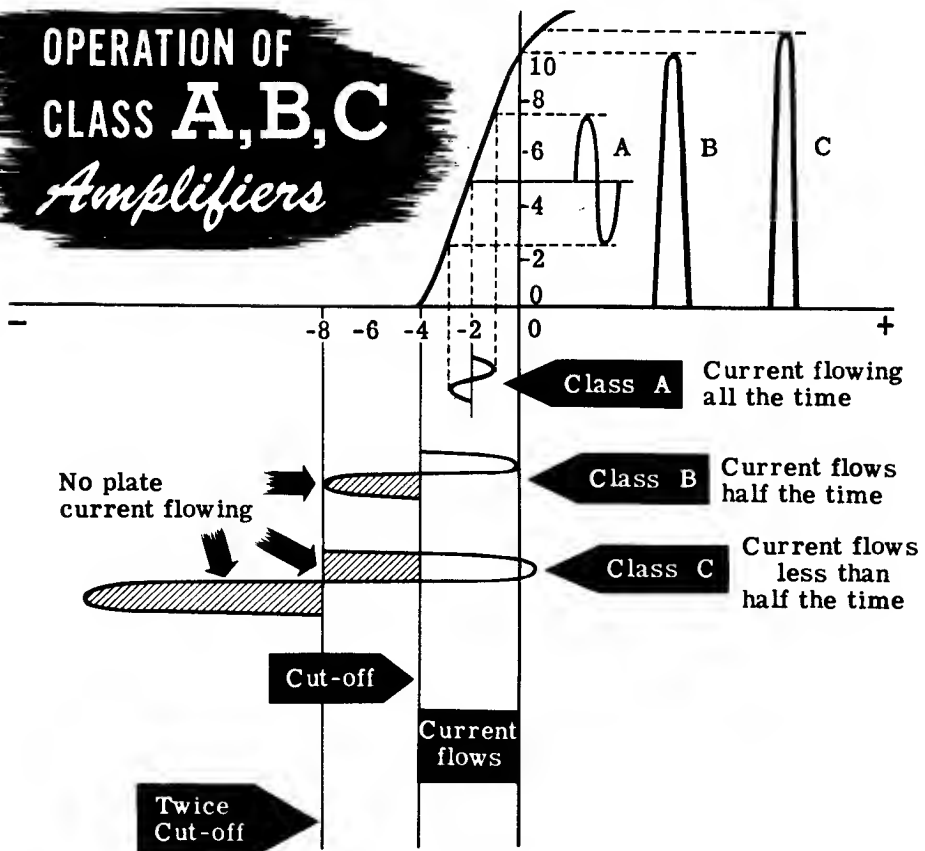 OPERATION OF
CLASS A,B,C
Amplifiers
10
-8
-6
-4
-2
0
A
B
C
−
-8
-6
-4
-2
0
+
Class A
Current flowing
all the time
No plate
current flowing
Class B
Current flows
half the time
Class C
Current flows
less than
half the time
Cut-off
Current
flows
Twice
Cut-off